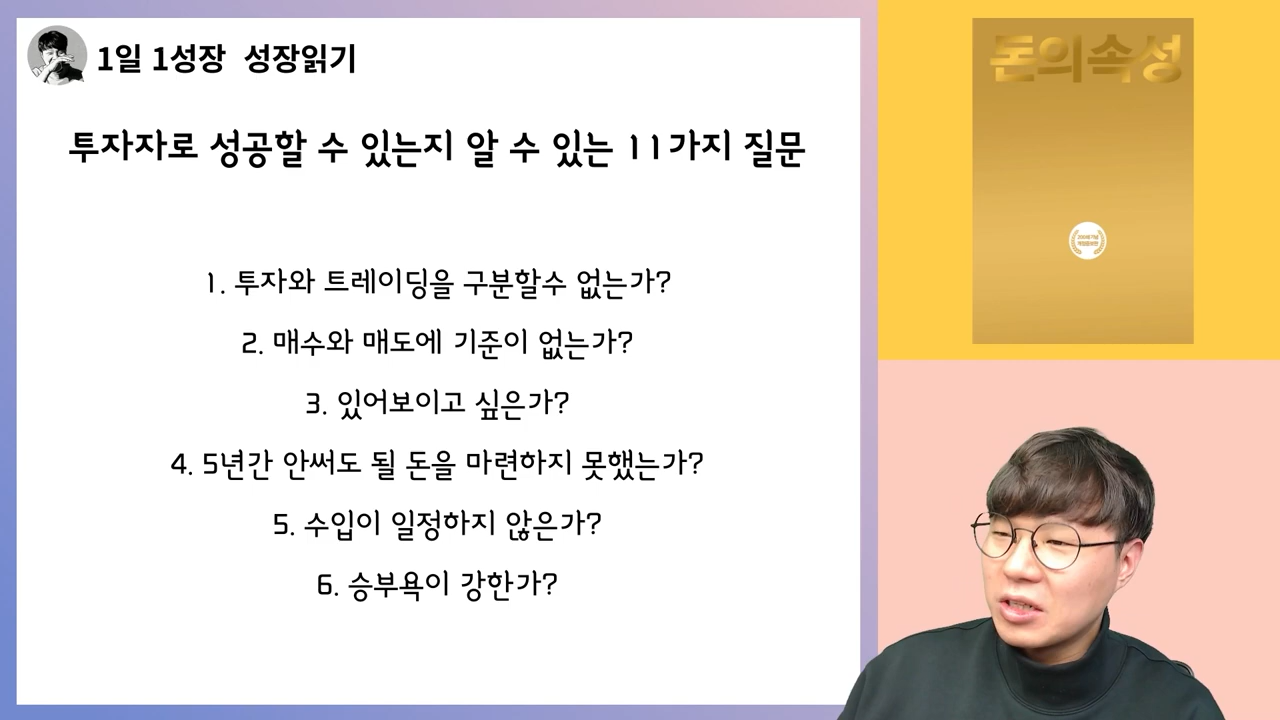 1일 1성장 성장읽기
투자자로 성공할 수 있는지 알 수 있는 11가지 질문
1. 투자와 트레이딩을 구분할수 없는가?
2. 매수와 매도에 기준이 없는가?
3. 있어보이고 싶은가?
4. 5년간 안써도 될 돈을 마련하지 못했는가?
5. 수입이 일정하지 않은가?
6. 승부욕이 강한가?
돈의속성